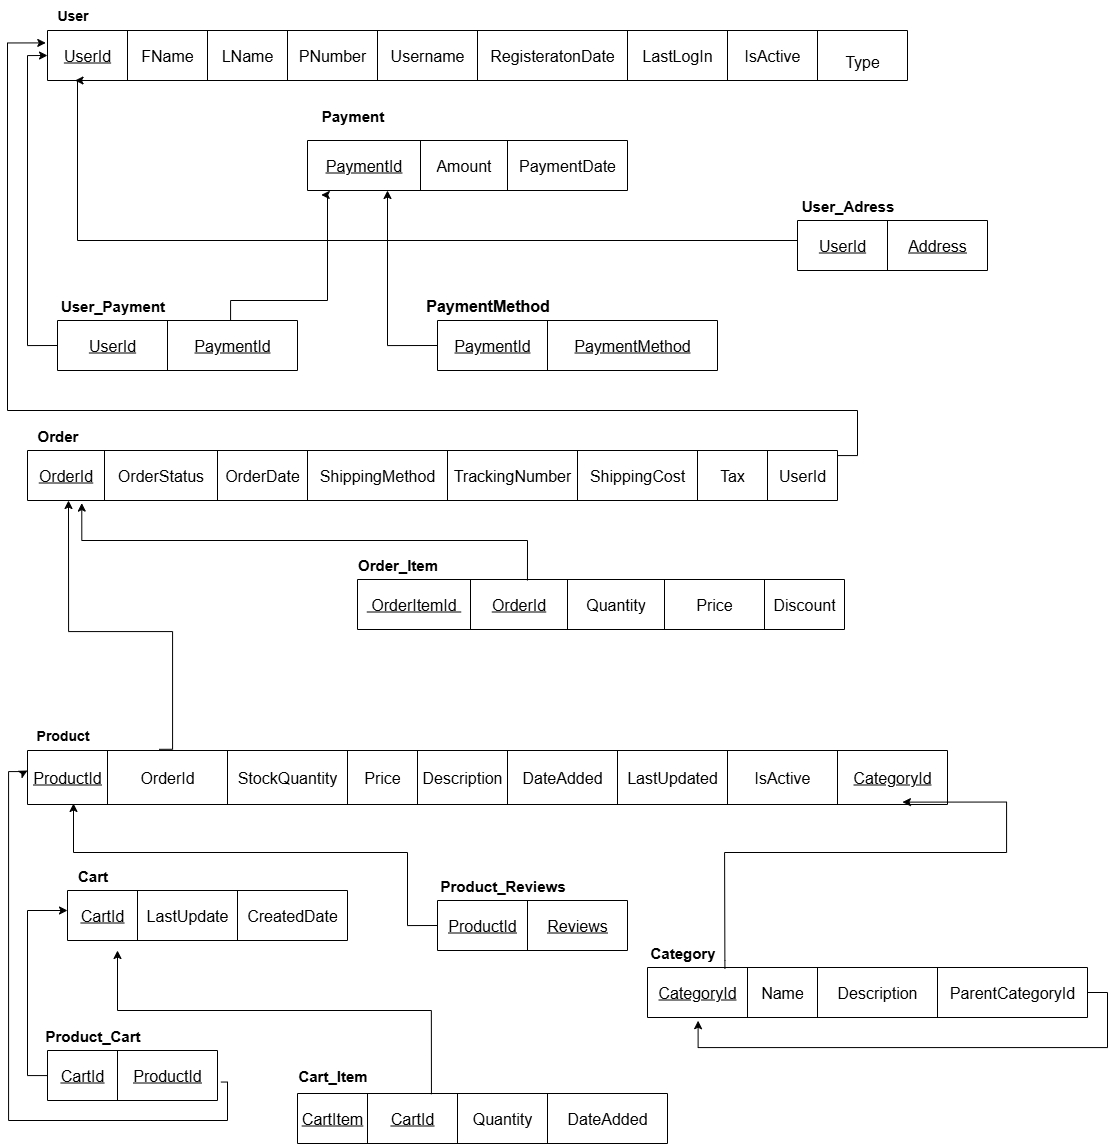 User
UserId FName LName PNumber Username RegisteratonDate LastLogIn IsActive Type
Payment
PaymentId Amount PaymentDate
User_Adress
UserId Address
User_Payment
UserId PaymentId
PaymentMethod
PaymentId PaymentMethod
Order
OrderId OrderStatus OrderDate ShippingMethod TrackingNumber ShippingCost Tax UserId
Order_Item
OrderItemId OrderId Quantity Price Discount
Product
ProductId OrderId StockQuantity Price Description DateAdded LastUpdated IsActive CategoryId
Cart
CartId LastUpdate CreatedDate
Product_Reviews
ProductId Reviews
Category
CategoryId Name Description ParentCategoryId
Product_Cart
CartId ProductId
Cart_Item
CartItem CartId Quantity DateAdded